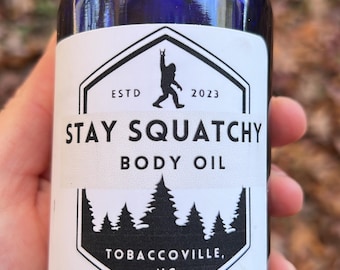 ESTD 2023
STAY SQUATCHY
BODY OIL
TOBACCOVILLE,